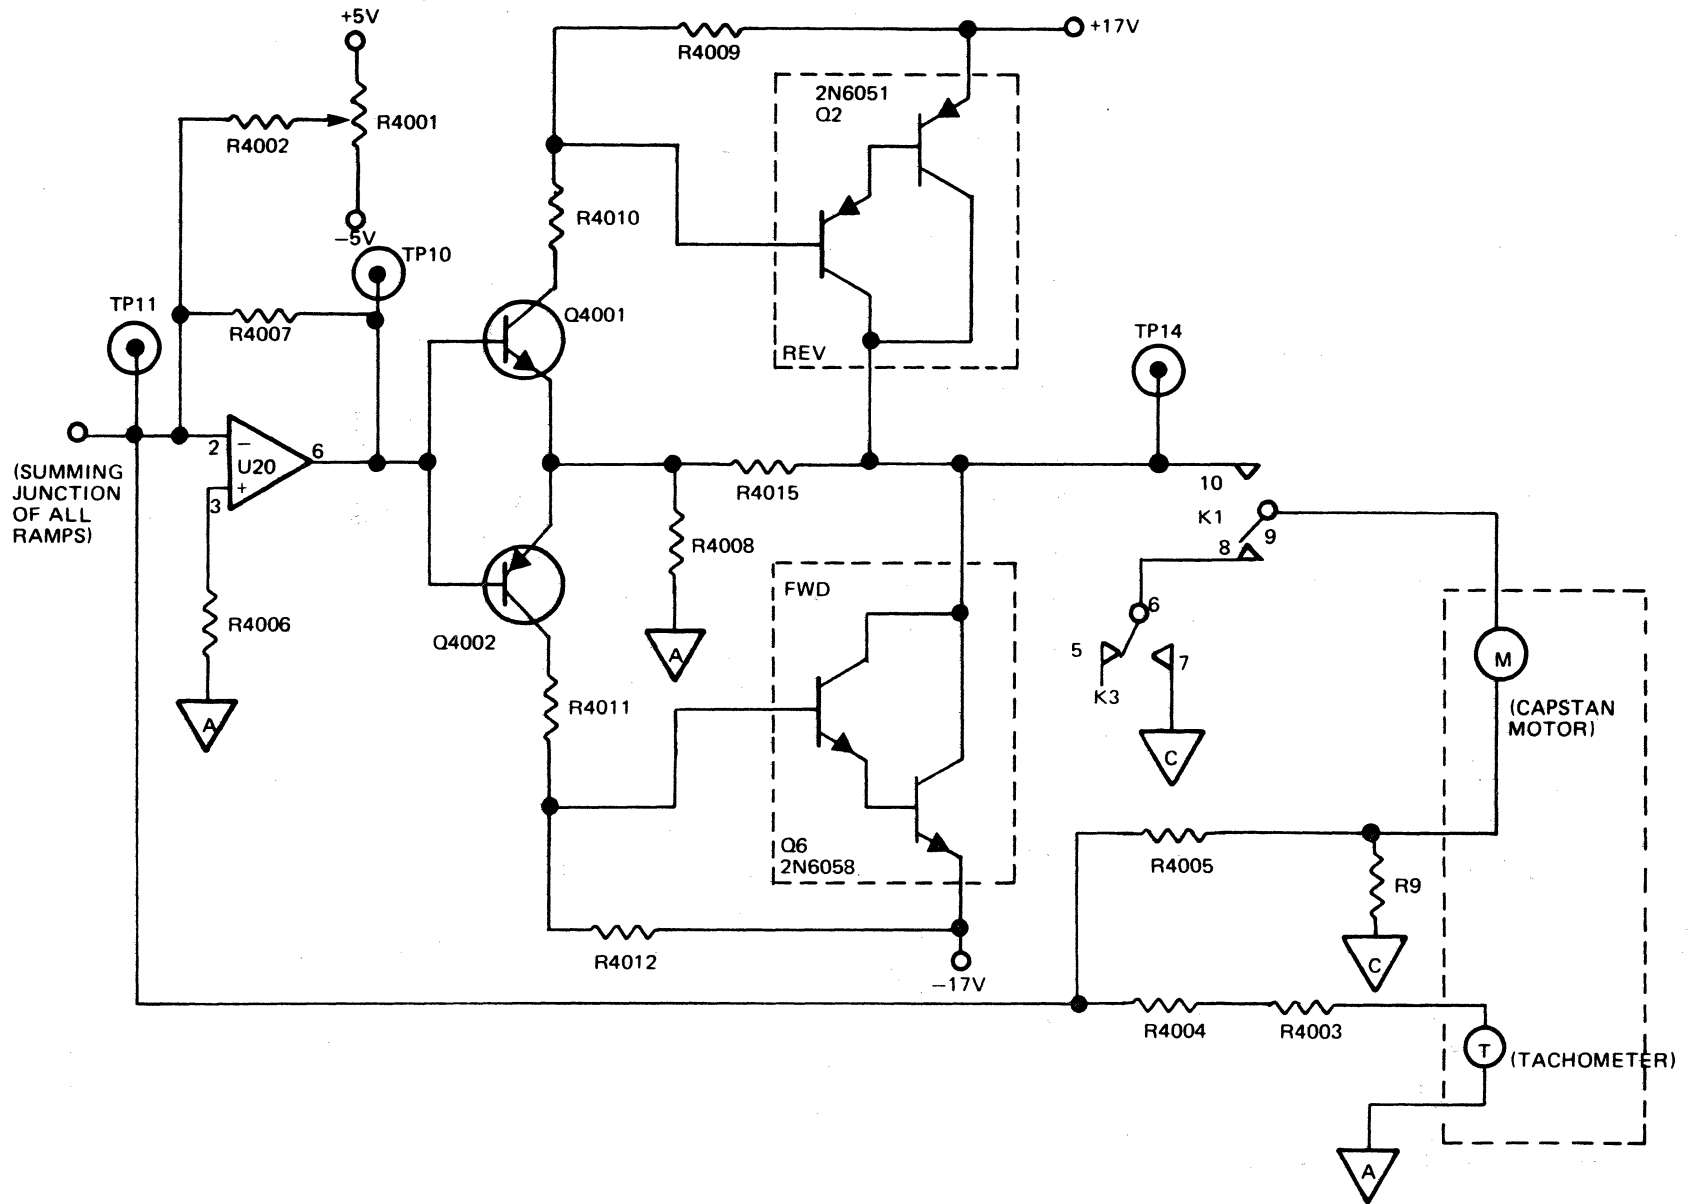 +5V
R4009
+17V
2N6051
Q2
R4002
R4001
R4010
−5V
TP10
TP11
R4007
Q4001
REV
TP14
2
−
U20
6
+
3
(SUMMING
JUNCTION
OF ALL
RAMPS)
R4015
10
K1
9
8
R4008
FWD
R4006
Q4002
A
6
5
7
K3
M
A
R4011
(CAPSTAN
MOTOR)
C
Q6
2N6058
R4005
R9
R4012
−17V
C
R4004
R4003
T
(TACHOMETER)
A